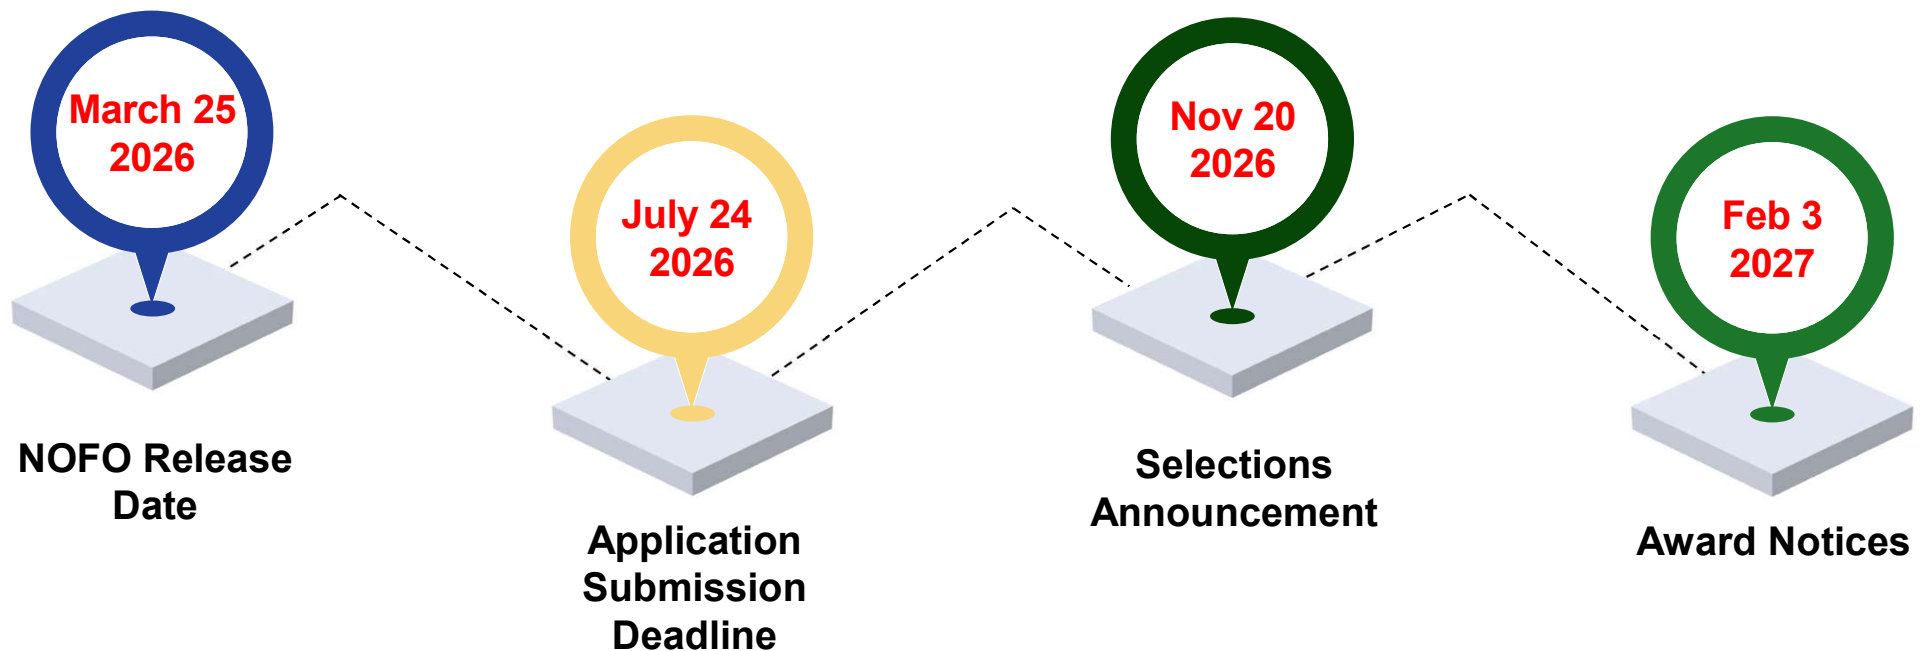 March 25
2026
NOFO Release
Date
July 24
2026
Application
Submission
Deadline
Nov 20
2026
Selections
Announcement
Feb 3
2027
Award Notices